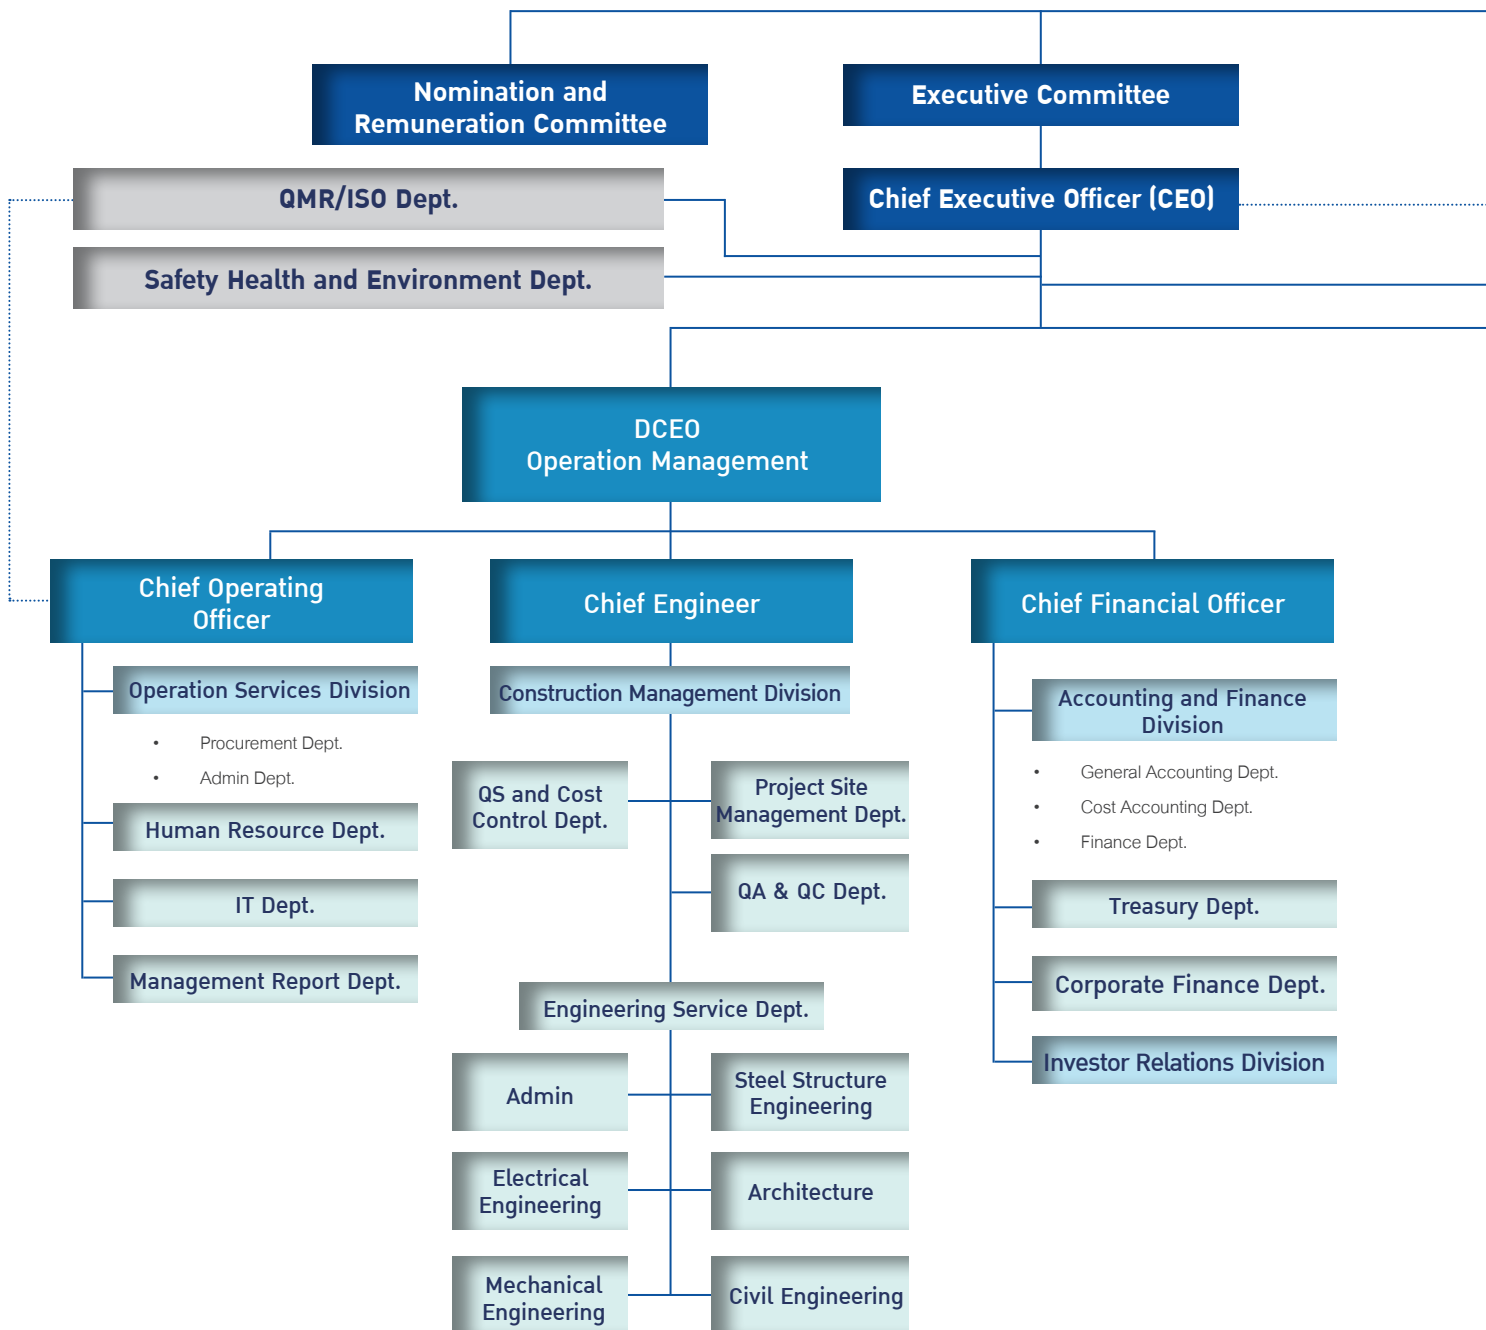 Nomination and
Remuneration Committee
Executive Committee
QMR/ISO Dept.
Chief Executive Officer (CEO)
Safety Health and Environment Dept.
DCEO
Operation Management
Chief Operating
Officer
Chief Engineer
Chief Financial Officer
Operation Services Division
• Procurement Dept.
• Admin Dept.
Human Resource Dept.
IT Dept.
Management Report Dept.
Construction Management Division
QS and Cost
Control Dept.
Project Site
Management Dept.
QA & QC Dept.
Engineering Service Dept.
Admin
Steel Structure
Engineering
Electrical
Engineering
Architecture
Mechanical
Engineering
Civil Engineering
Accounting and Finance
Division
• General Accounting Dept.
• Cost Accounting Dept.
• Finance Dept.
Treasury Dept.
Corporate Finance Dept.
Investor Relations Division